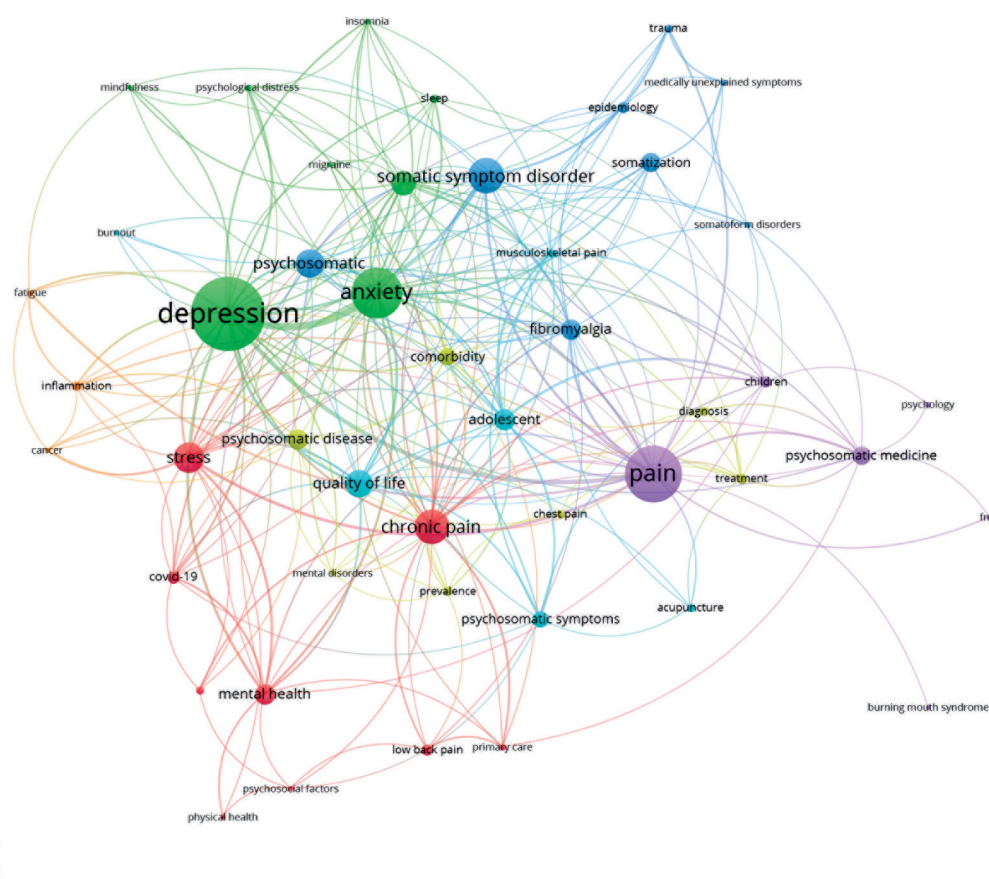 insomnia
trauma
mindfulness
psychological distress
medically unexplained symptoms
sleep
epidemiology
migraine
somatization
somatic symptom disorder
burnout
somatoform disorders
musculoskeletal pain
psychosomatic
fatigue
anxiety
depression
fibromyalgia
comorbidity
inflammation
children
psychology
diagnosis
adolescent
cancer
psychosomatic disease
stress
psychosomatic medicine
pain
treatment
quality of life
chest pain
fr
chronic pain
covid-19
mental disorders
prevalence
acupuncture
psychosomatic symptoms
mental health
burning mouth syndrome
low back pain
primary care
psychosocial factors
physical health